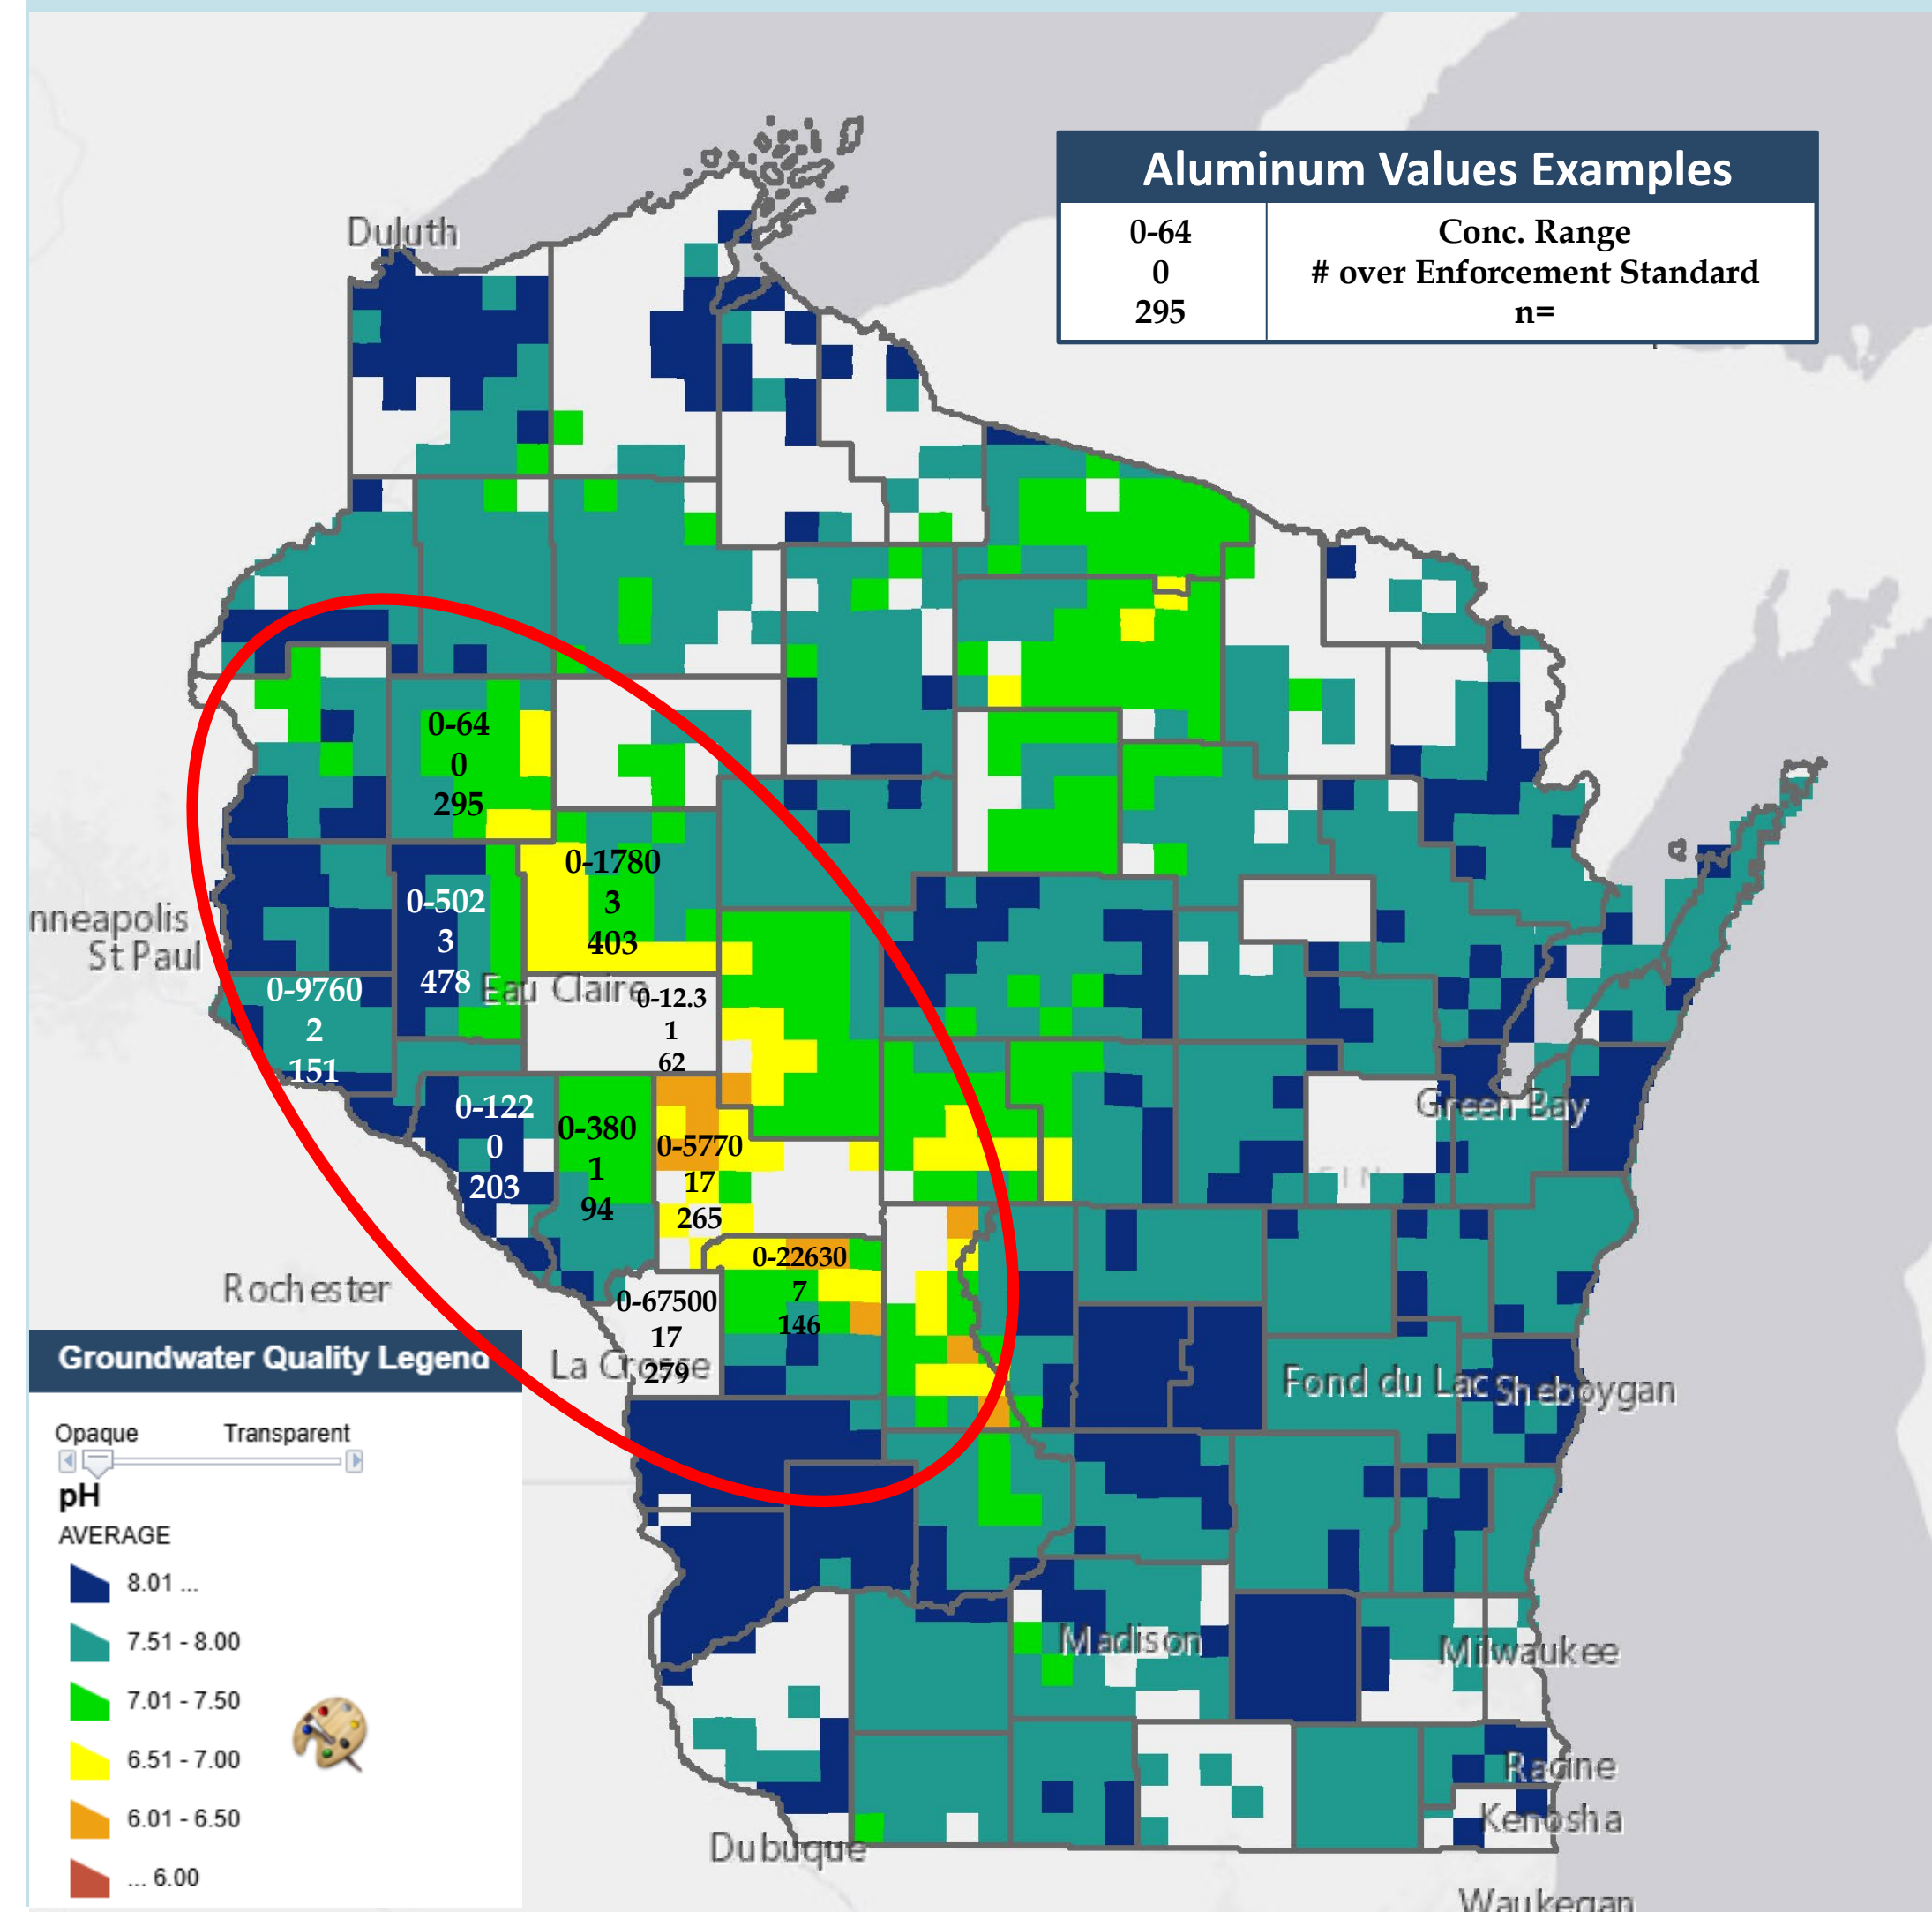 Aluminum Values Examples
0-64 Conc. Range
0 # over Enforcement Standard
295 n=
Duluth
0-64
0
295
0-1780
3
403
0-502
3
478
nneapolis
St Paul
Eau Claire
0-9760
2
151
0-12.3
1
62
0-122
0
203
0-380
1
94
0-5770
17
265
Green Bay
0-22630
7
146
Rochester
0-67500
17
279
La Crosse
Fond du Lac
Sheboygan
Groundwater Quality Legend
Opaque Transparent
pH
AVERAGE
8.01 ...
7.51 - 8.00
7.01 - 7.50
6.51 - 7.00
6.01 - 6.50
... 6.00
Madison
Milwaukee
Racine
Kenosha
Dubuque
Waukegan